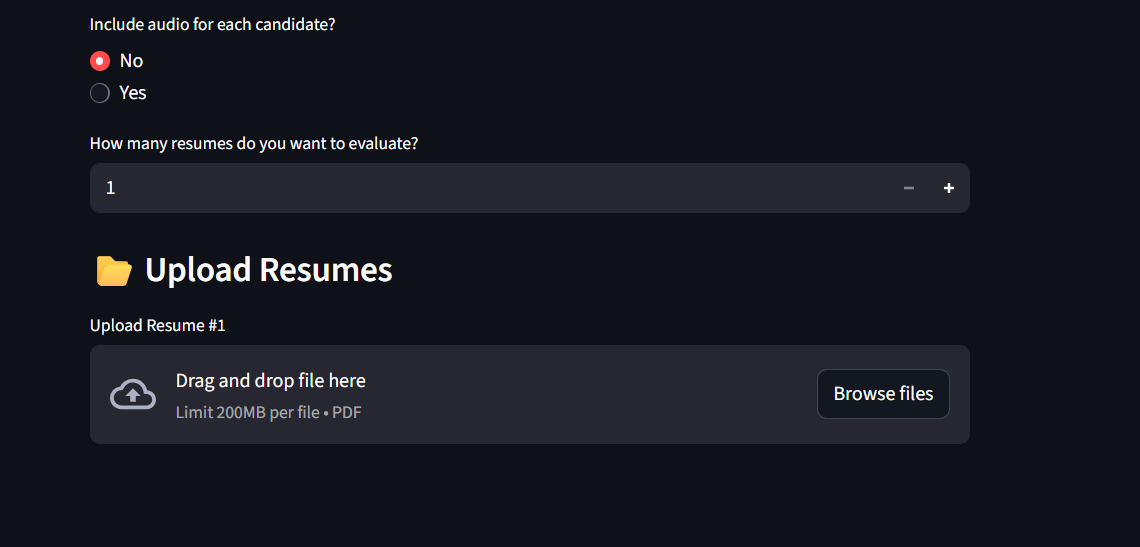 Include audio for each candidate?
No
Yes
How many resumes do you want to evaluate?
1
Upload Resumes
Upload Resume #1
Drag and drop file here
Limit 200MB per file • PDF
Browse files